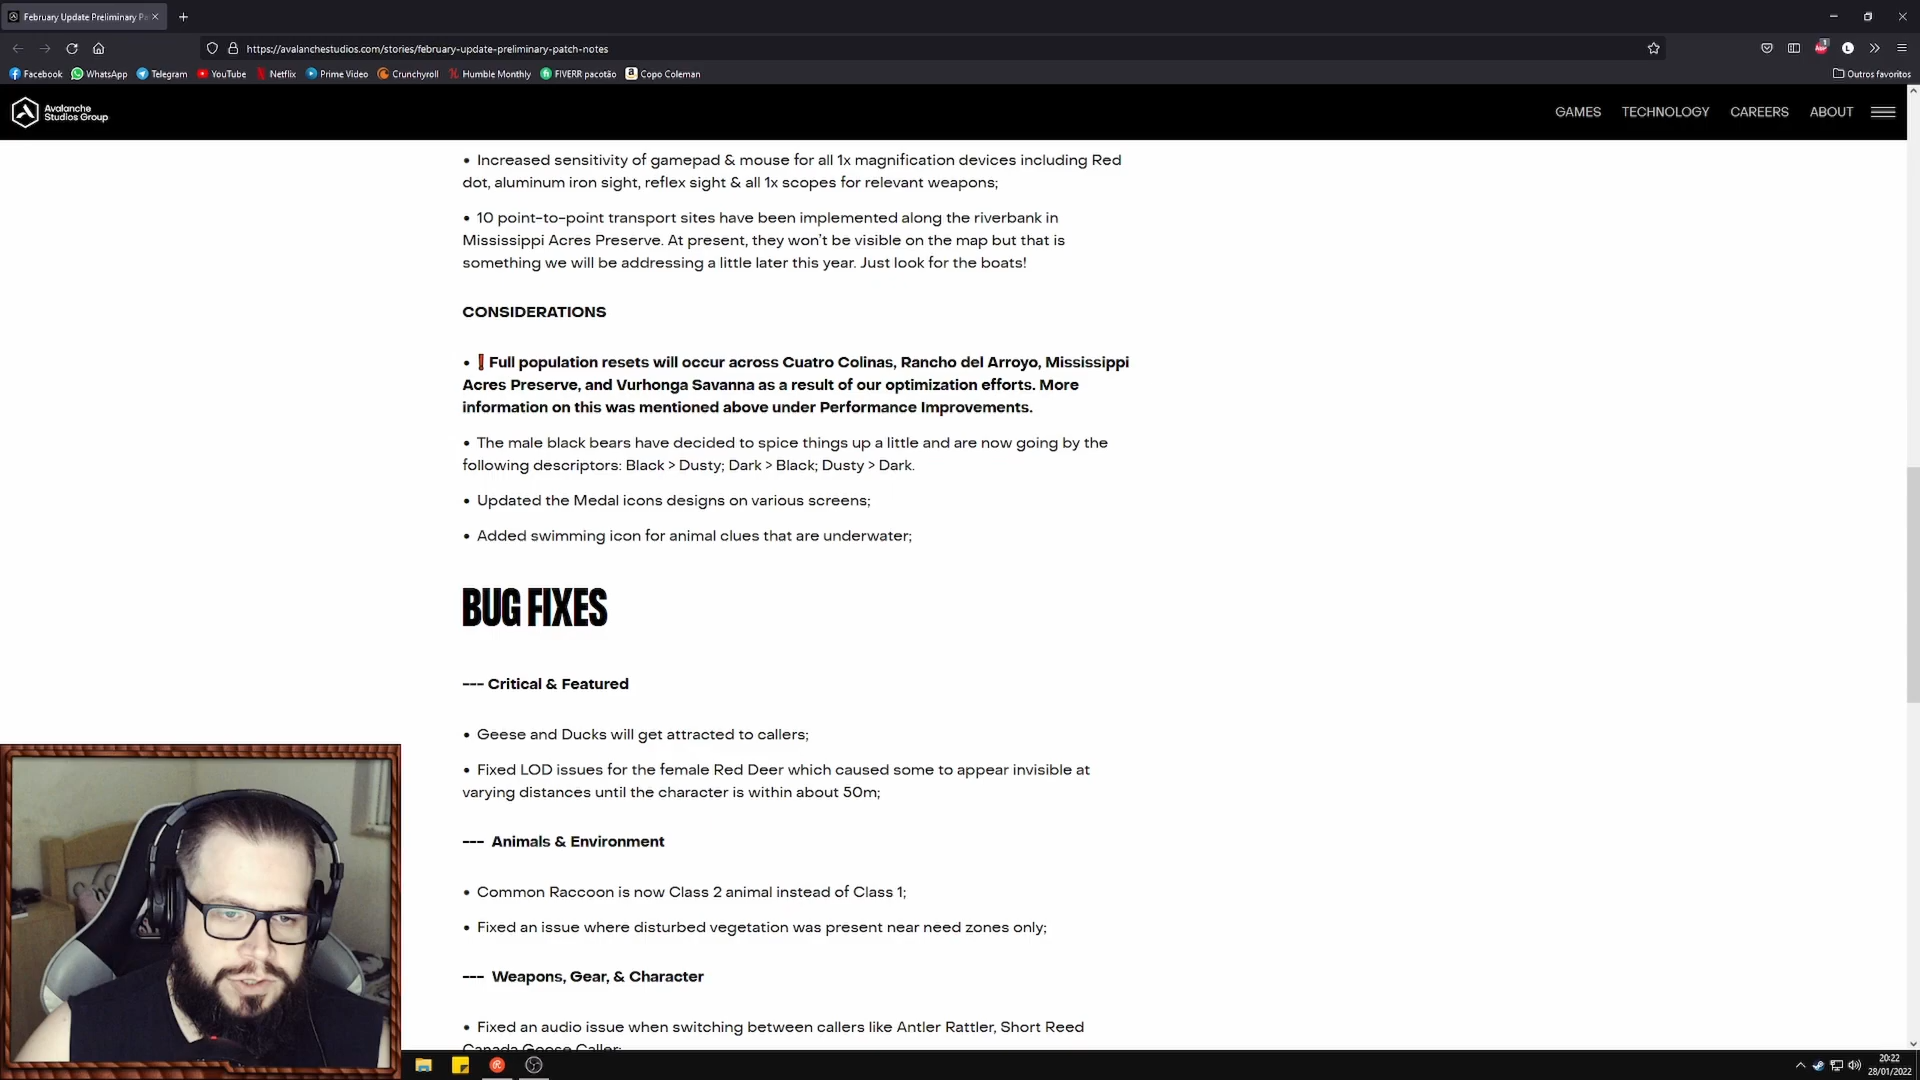 February Update Preliminary Pa
https://avalanchestudios.com/stories/february-update-preliminary-patch-notes
1
L
Facebook WhatsApp Telegram YouTube Netflix Prime Video Crunchyroll Humble Monthly FIVERR pacotão Copo Coleman Outros favoritos
Avalanche
Studios Group
GAMES TECHNOLOGY CAREERS ABOUT
• Increased sensitivity of gamepad & mouse for all 1x magnification devices including Red
dot, aluminum iron sight, reflex sight & all 1x scopes for relevant weapons;
• 10 point-to-point transport sites have been implemented along the riverbank in
Mississippi Acres Preserve. At present, they won't be visible on the map but that is
something we will be addressing a little later this year. Just look for the boats!
CONSIDERATIONS
• ❗Full population resets will occur across Cuatro Colinas, Rancho del Arroyo, Mississippi
Acres Preserve, and Vurhonga Savanna as a result of our optimization efforts. More
information on this was mentioned above under Performance Improvements.
• The male black bears have decided to spice things up a little and are now going by the
following descriptors: Black > Dusty; Dark > Black; Dusty > Dark.
• Updated the Medal icons designs on various screens;
• Added swimming icon for animal clues that are underwater;
BUG FIXES
--- Critical & Featured
• Geese and Ducks will get attracted to callers;
• Fixed LOD issues for the female Red Deer which caused some to appear invisible at
varying distances until the character is within about 50m;
--- Animals & Environment
• Common Raccoon is now Class 2 animal instead of Class 1;
• Fixed an issue where disturbed vegetation was present near need zones only;
--- Weapons, Gear, & Character
• Fixed an audio issue when switching between callers like Antler Rattler, Short Reed
Canada Goose Caller;
20:22
28/01/2022